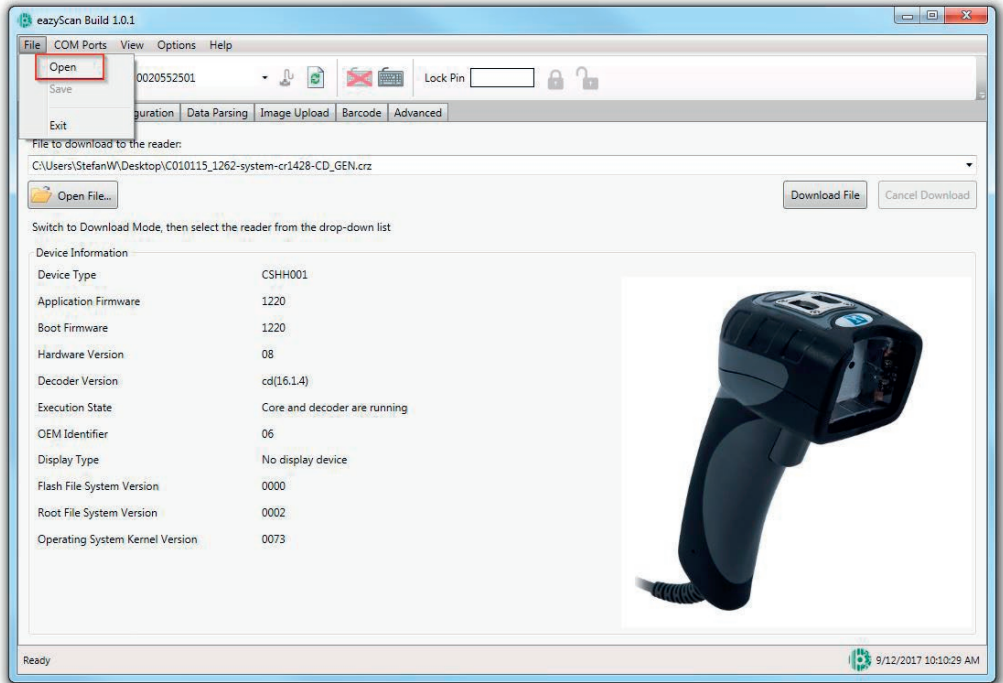 eazyScan Build 1.0.1
File COM Ports View Options Help
Open
0020552501
Lock Pin
Save
Exit
guration Data Parsing Image Upload Barcode Advanced
File to download to the reader:
C:\Users\StefanW\Desktop\C010115_1262-system-cr1428-CD_GEN.crz
Open File... Download File Cancel Download
Switch to Download Mode, then select the reader from the drop-down list
Device Information
Device Type CSHH001
Application Firmware 1220
Boot Firmware 1220
Hardware Version 08
Decoder Version cd(16.1.4)
Execution State Core and decoder are running
OEM Identifier 06
Display Type No display device
Flash File System Version 0000
Root File System Version 0002
Operating System Kernel Version 0073
Ready 9/12/2017 10:10:29 AM